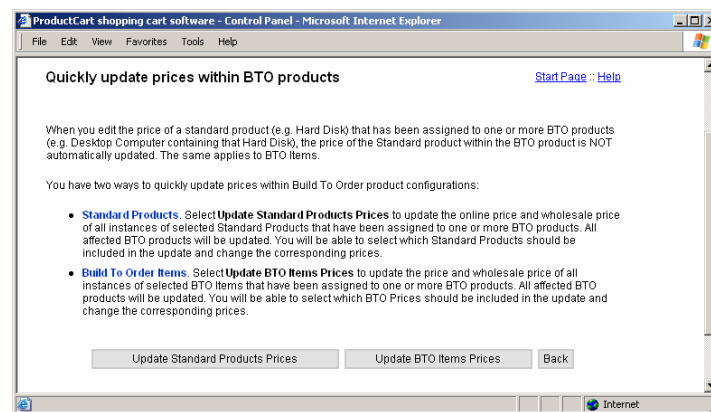 ProductCart shopping cart software - Control Panel - Microsoft Internet Explorer
File Edit View Favorites Tools Help
Quickly update prices within BTO products
Start Page :: Help
When you edit the price of a standard product (e.g. Hard Disk) that has been assigned to one or more BTO products
(e.g. Desktop Computer containing that Hard Disk), the price of the Standard product within the BTO product is NOT
automatically updated. The same applies to BTO Items.
You have two ways to quickly update prices within Build To Order product configurations:
• Standard Products. Select Update Standard Products Prices to update the online price and wholesale price
of all instances of selected Standard Products that have been assigned to one or more BTO products. All
affected BTO products will be updated. You will be able to select which Standard Products should be
included in the update and change the corresponding prices.
• Build To Order Items. Select Update BTO Items Prices to update the price and wholesale price of all
instances of selected BTO Items that have been assigned to one or more BTO products. All affected BTO
products will be updated. You will be able to select which BTO Prices should be included in the update and
change the corresponding prices.
Update Standard Products Prices Update BTO Items Prices Back
Internet